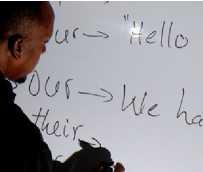 ur → "Hello
Our → We ha
their →